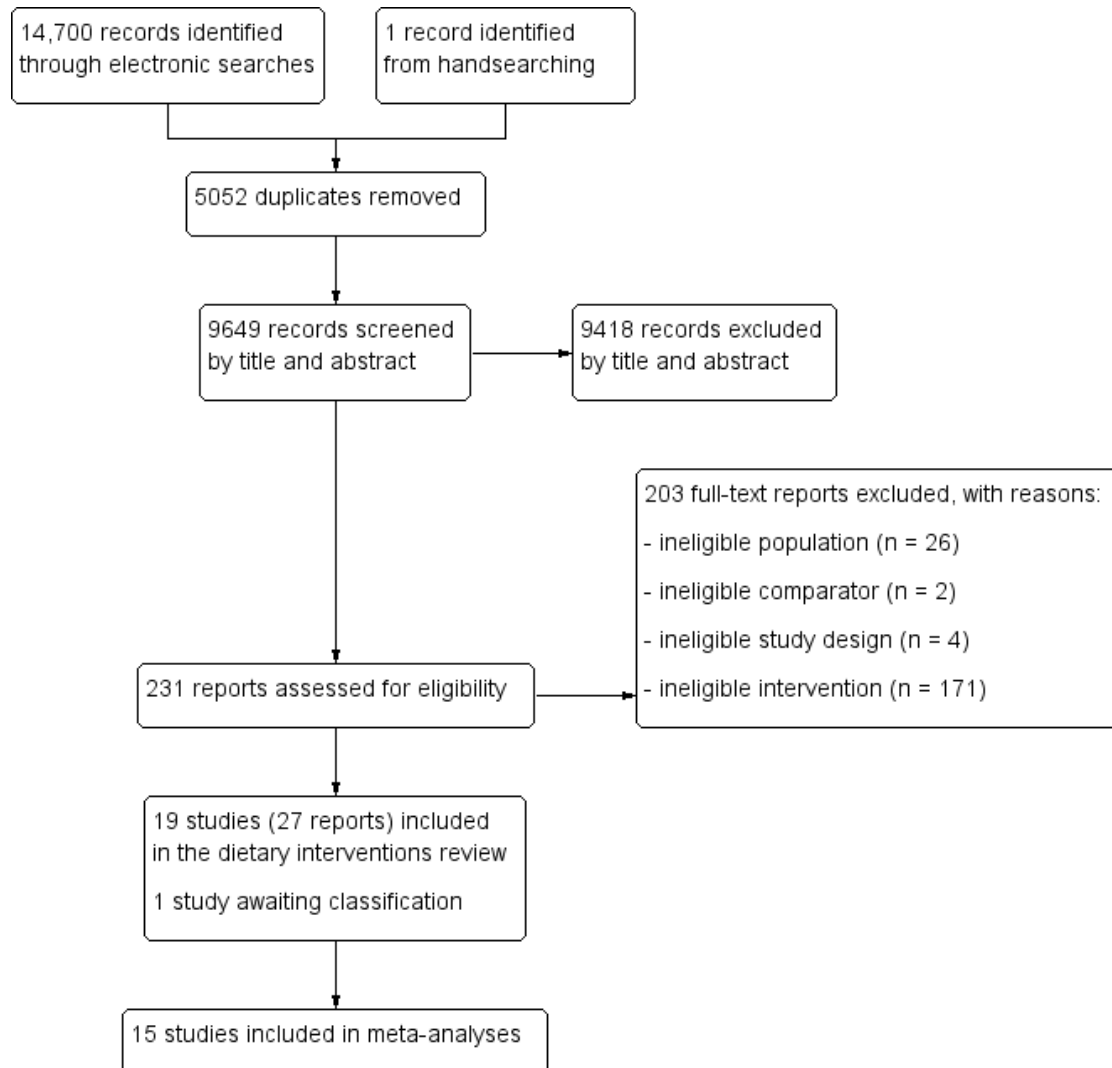 14,700 records identified
through electronic searches
1 record identified
from handsearching
5052 duplicates removed
9649 records screened
by title and abstract
9418 records excluded
by title and abstract
203 full-text reports excluded, with reasons:
- ineligible population (n = 26)
- ineligible comparator (n = 2)
- ineligible study design (n = 4)
- ineligible intervention (n = 171)
231 reports assessed for eligibility
19 studies (27 reports) included
in the dietary interventions review
1 study awaiting classification
15 studies included in meta-analyses